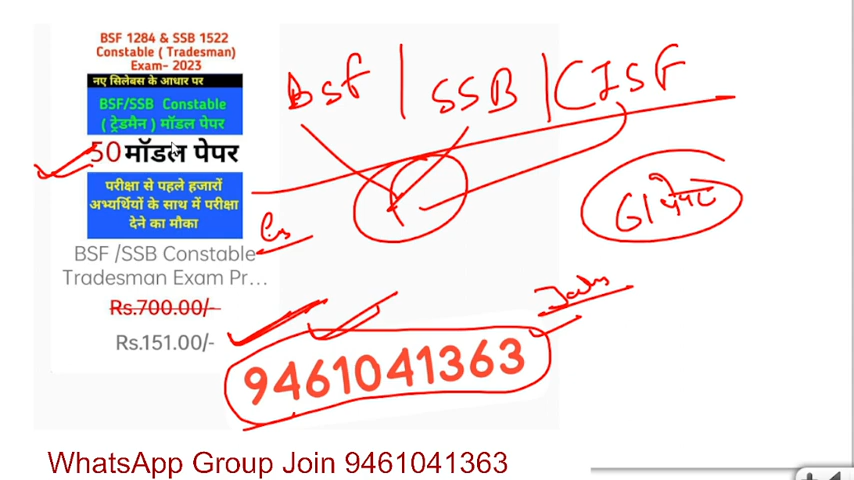 BSF 1284 & SSB 1522
Constable ( Tradesman)
Exam- 2023
नए सिलेबस के आधार पर
BSF/SSB Constable
( ट्रेडमैन ) मॉडल पेपर
50 मॉडल पेपर
परीक्षा से पहले हजारों
अभ्यर्थियों के साथ में परीक्षा
देने का मौका
BSF /SSB Constable
Tradesman Exam Pr...
Rs.700.00/-
Rs.151.00/-
BSF | SSB | CISF
9461041363
WhatsApp Group Join 9461041363